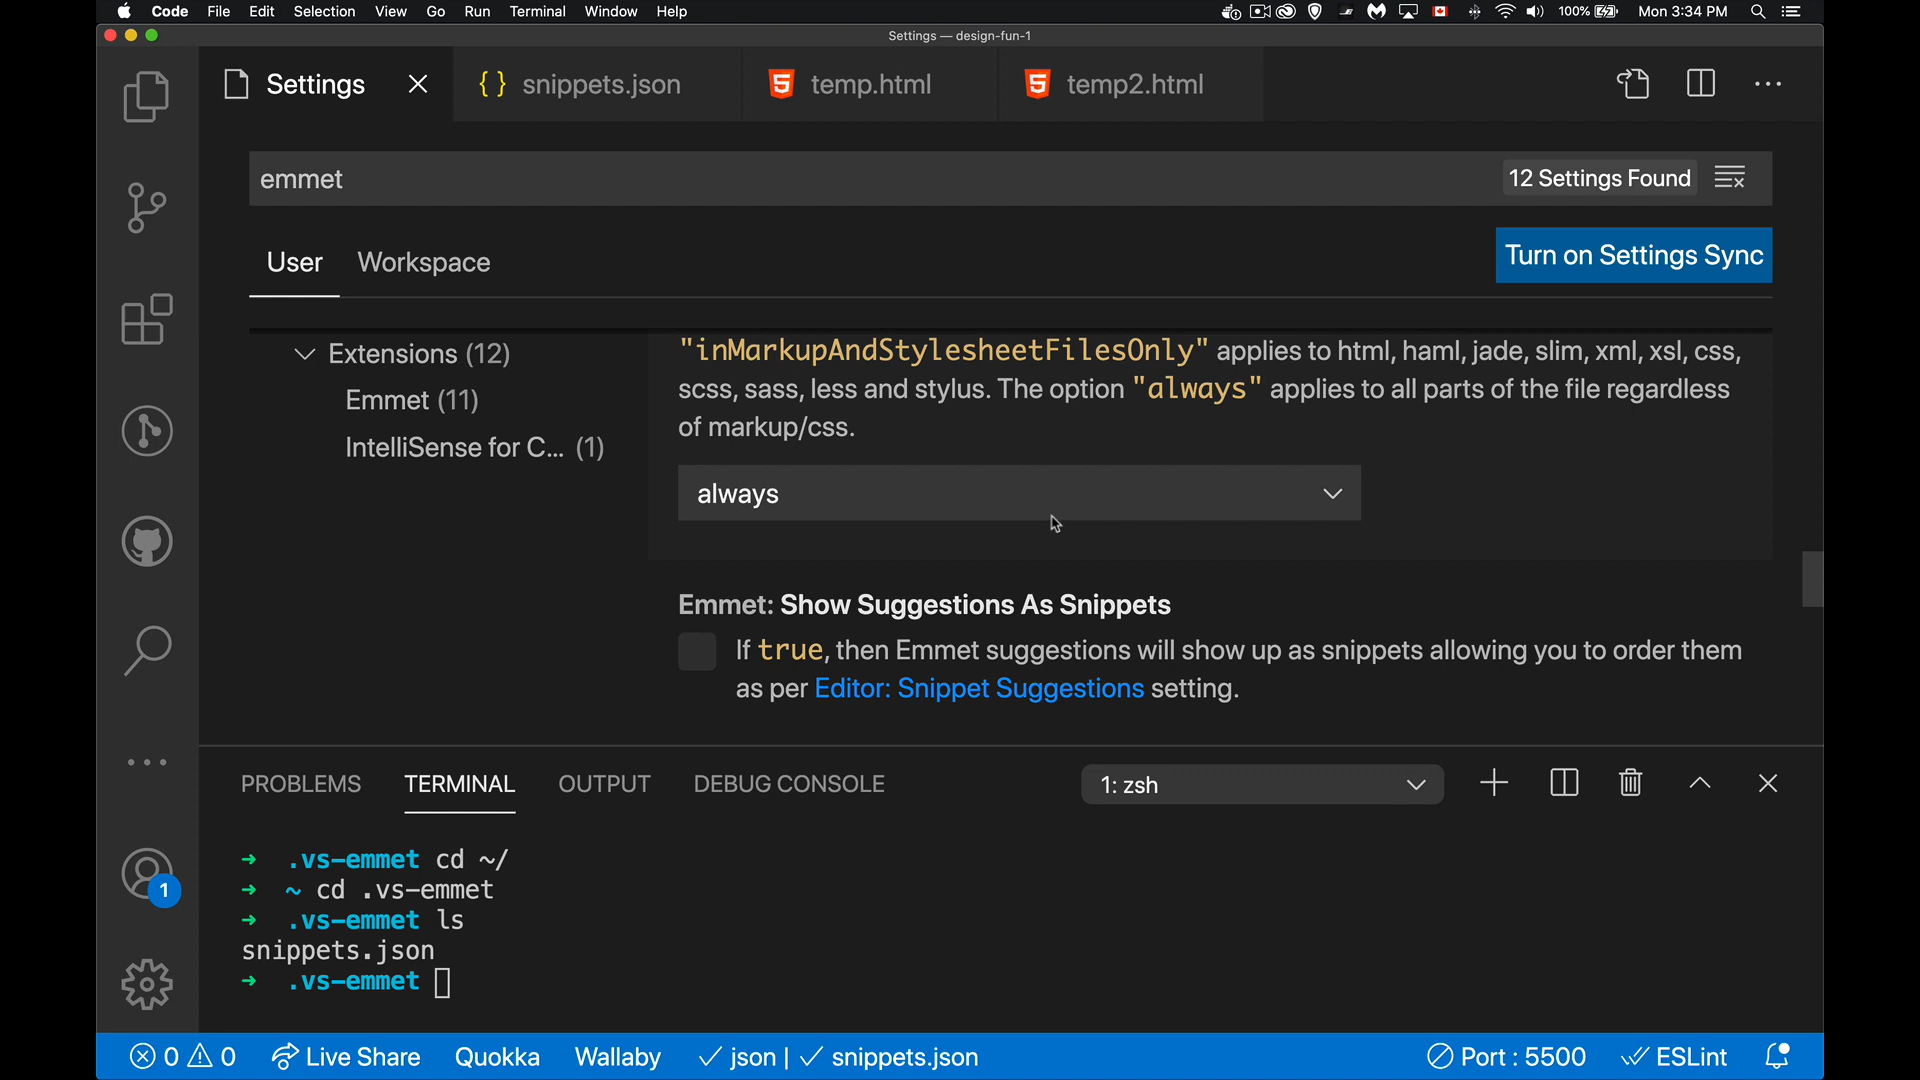 Code File Edit Selection View Go Run Terminal Window Help 100% Mon 3:34 PM
Settings — design-fun-1
Settings snippets.json temp.html temp2.html
emmet 12 Settings Found
User Workspace Turn on Settings Sync
Extensions (12)
Emmet (11)
IntelliSense for C... (1)
"inMarkupAndStylesheetFilesOnly" applies to html, haml, jade, slim, xml, xsl, css,
scss, sass, less and stylus. The option "always" applies to all parts of the file regardless
of markup/css.
always
Emmet: Show Suggestions As Snippets
If true, then Emmet suggestions will show up as snippets allowing you to order them
as per Editor: Snippet Suggestions setting.
PROBLEMS TERMINAL OUTPUT DEBUG CONSOLE 1: zsh
➜ .vs-emmet cd ~/
➜ ~ cd .vs-emmet
➜ .vs-emmet ls
snippets.json
➜ .vs-emmet
1
0 0 Live Share Quokka Wallaby ✓ json | ✓ snippets.json Port : 5500 ESLint